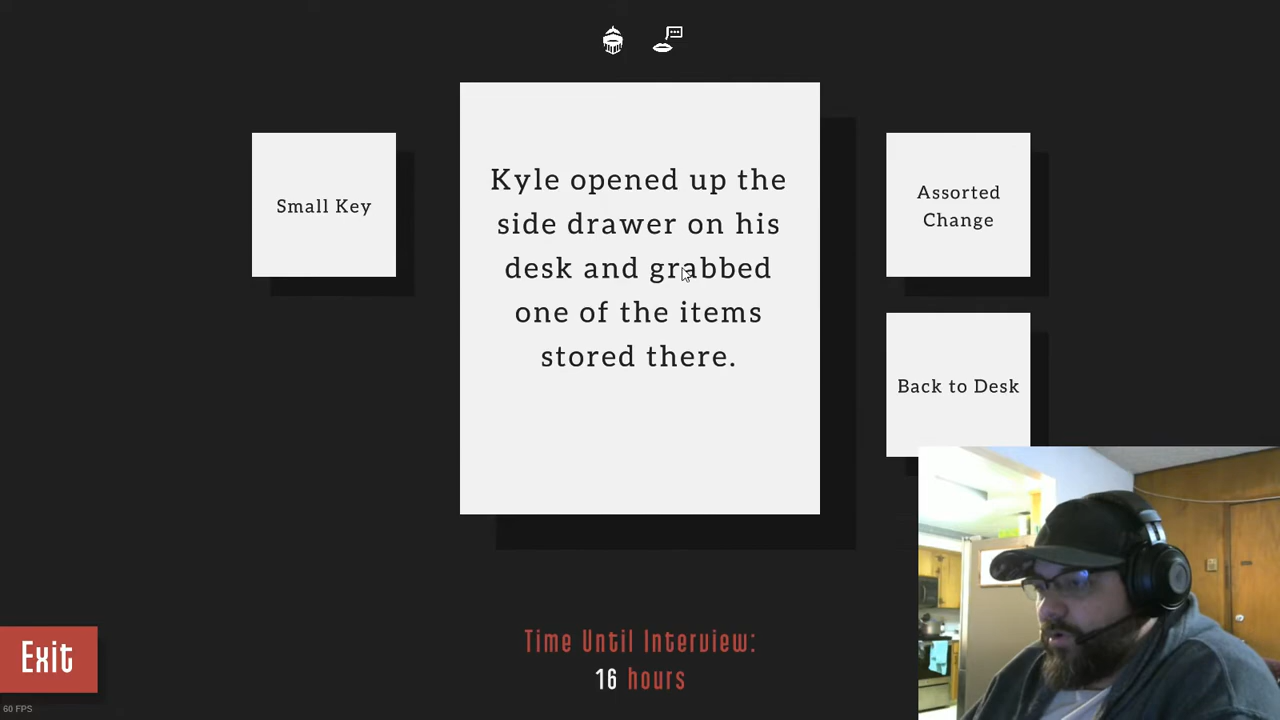 Small Key
Kyle opened up the
side drawer on his
desk and grabbed
one of the items
stored there.
Assorted
Change
Back to Desk
Time Until Interview:
16 hours
Exit
60 FPS